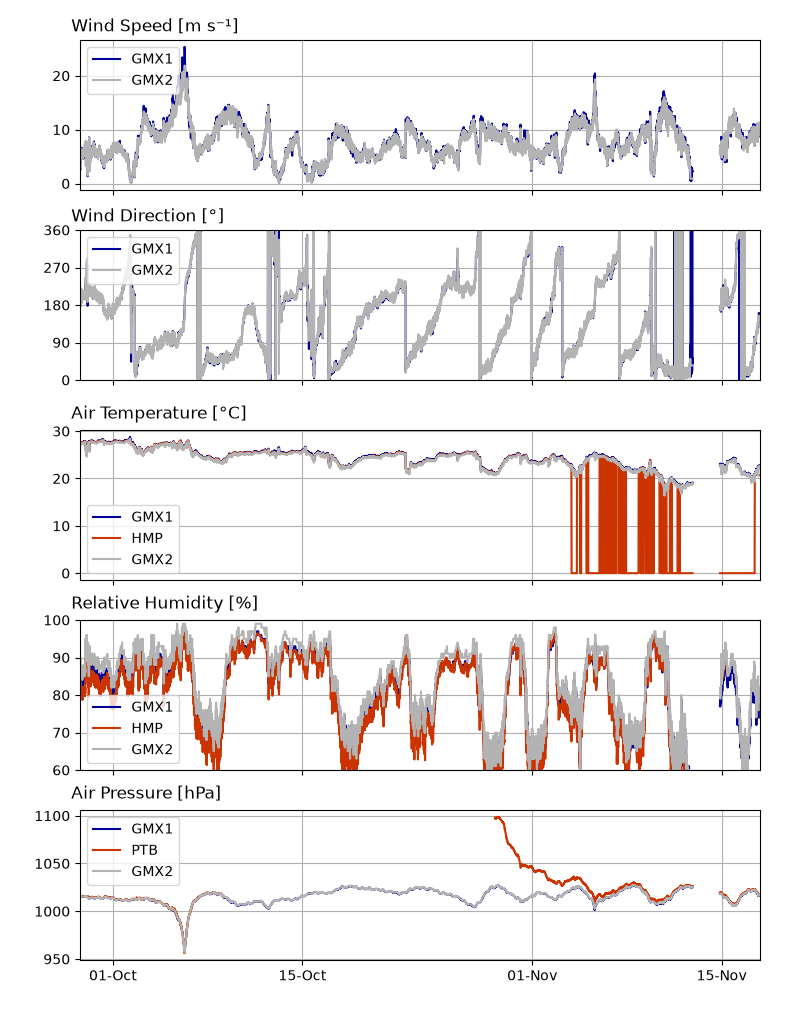 Wind Speed [m s⁻¹]
GMX1
GMX2
20
10
0
Wind Direction [°]
360
GMX1
GMX2
270
180
90
0
Air Temperature [°C]
30
20
GMX1
HMP
GMX2
10
0
Relative Humidity [%]
100
90
80
GMX1
HMP
GMX2
70
60
Air Pressure [hPa]
1100
GMX1
PTB
GMX2
1050
1000
950
01-Oct 15-Oct 01-Nov 15-Nov